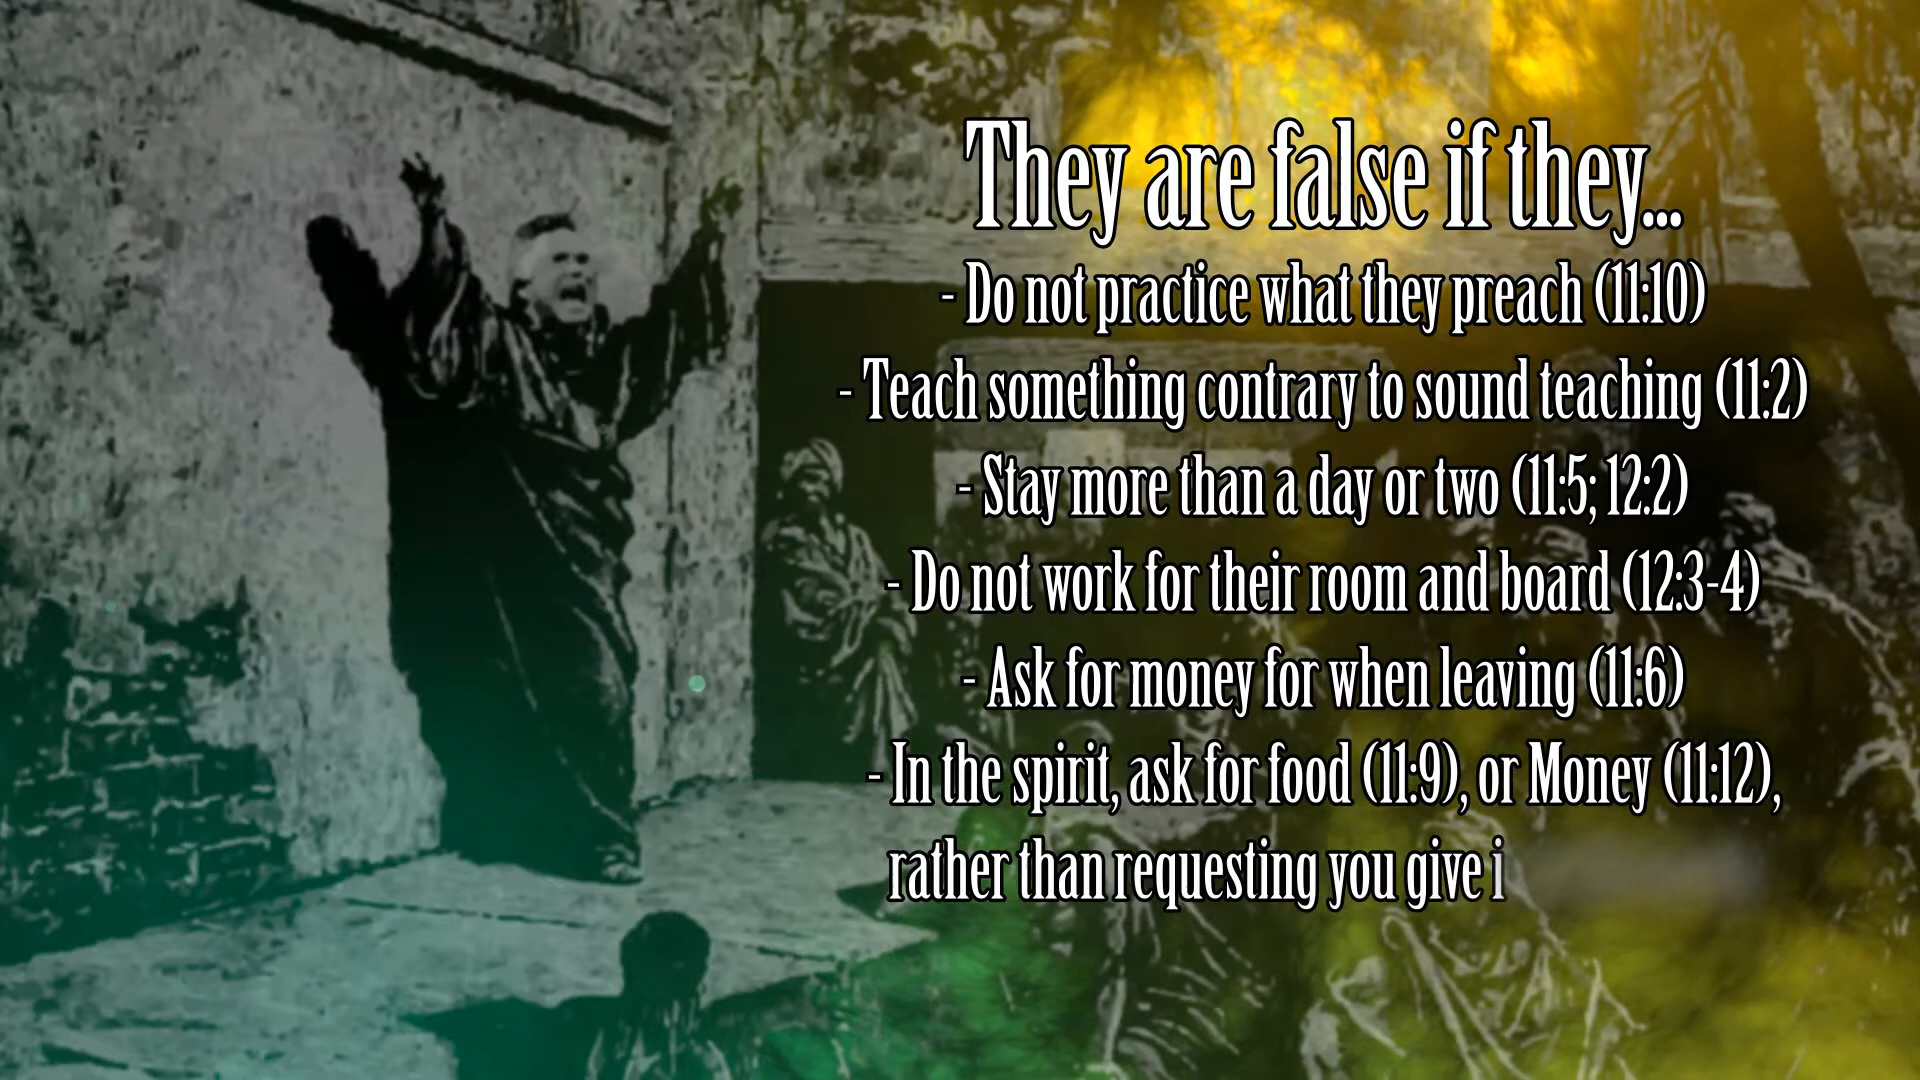 They are false if they...
- Do not practice what they preach (11:10)
- Teach something contrary to sound teaching (11:2)
- Stay more than a day or two (11:5; 12:2)
- Do not work for their room and board (12:3-4)
- Ask for money for when leaving (11:6)
- In the spirit, ask for food (11:9), or Money (11:12),
rather than requesting you give i